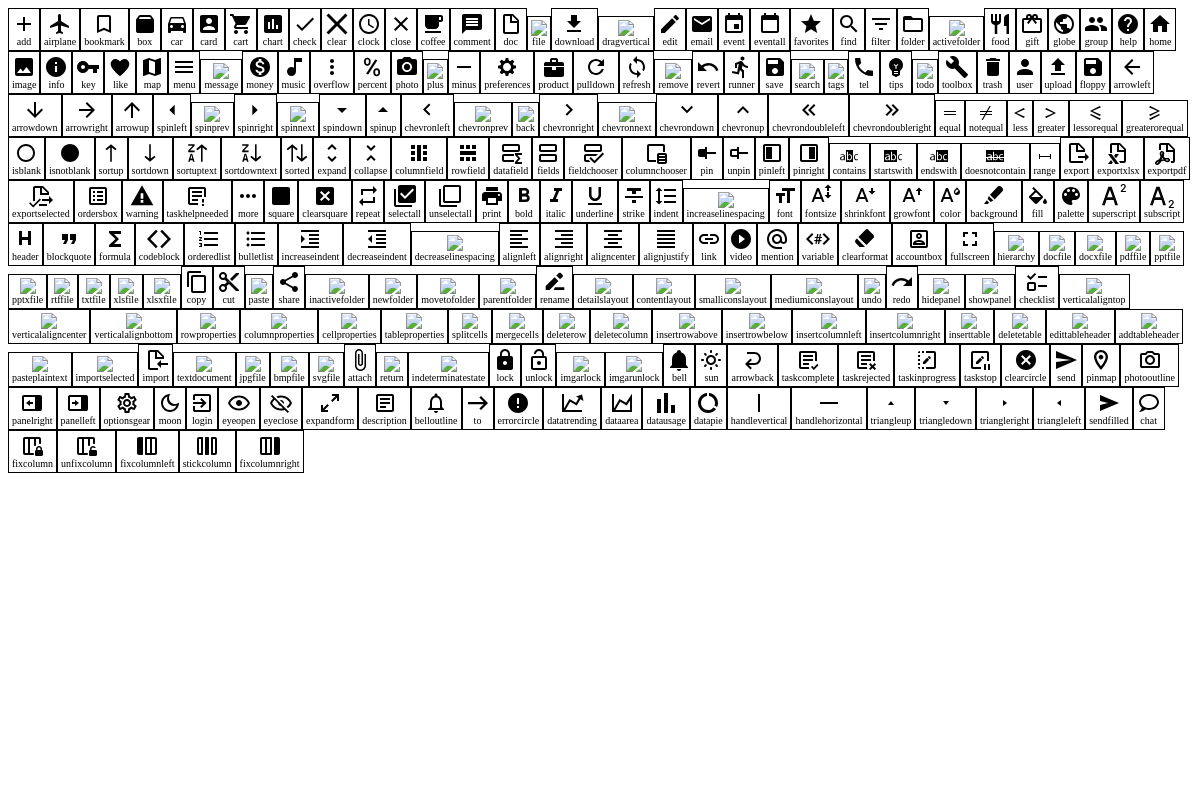 add airplane bookmark box car card cart chart check clear clock close coffee comment doc file download dragvertical edit email event eventall favorites find filter folder activefolder food gift globe group help home
image info key like map menu message money music overflow percent photo plus minus preferences product pulldown refresh remove revert runner save search tags tel tips todo toolbox trash user upload floppy arrowleft
arrowdown arrowright arrowup spinleft spinprev spinright spinnext spindown spinup chevronleft chevronprev back chevronright chevronnext chevrondown chevronup chevrondoubleleft chevrondoubleright equal notequal less greater lessorequal greaterorequal
isblank isnotblank sortup sortdown sortuptext sortdowntext sorted expand collapse columnfield rowfield datafield fields fieldchooser columnchooser pin unpin pinleft pinright contains startswith endswith doesnotcontain range export exportxlsx exportpdf
exportselected ordersbox warning taskhelpneeded more square clearsquare repeat selectall unselectall print bold italic underline strike indent increaselinespacing font fontsize shrinkfont growfont color background fill palette superscript subscript
header blockquote formula codeblock orderedlist bulletlist increaseindent decreaseindent decreaselinespacing alignleft alignright aligncenter alignjustify link video mention variable clearformat accountbox fullscreen hierarchy docfile docxfile pdffile pptfile
pptxfile rtffile txtfile xlsfile xlsxfile copy cut paste share inactivefolder newfolder movetofolder parentfolder rename detailslayout contentlayout smalliconslayout mediumiconslayout undo redo hidepanel showpanel checklist verticalaligntop
verticalaligncenter verticalalignbottom rowproperties columnproperties cellproperties tableproperties splitcells mergecells deleterow deletecolumn insertrowabove insertrowbelow insertcolumnleft insertcolumnright inserttable deletetable edittableheader addtableheader
pasteplaintext importselected import textdocument jpgfile bmpfile svgfile attach return indeterminatestate lock unlock imgarlock imgarunlock bell sun arrowback taskcomplete taskrejected taskinprogress taskstop clearcircle send pinmap photooutline
panelright panelleft optionsgear moon login eyeopen eyeclose expandform description belloutline to errorcircle datatrending dataarea datausage datapie handlevertical handlehorizontal triangleup triangledown triangleright triangleleft sendfilled chat
fixcolumn unfixcolumn fixcolumnleft stickcolumn fixcolumnright